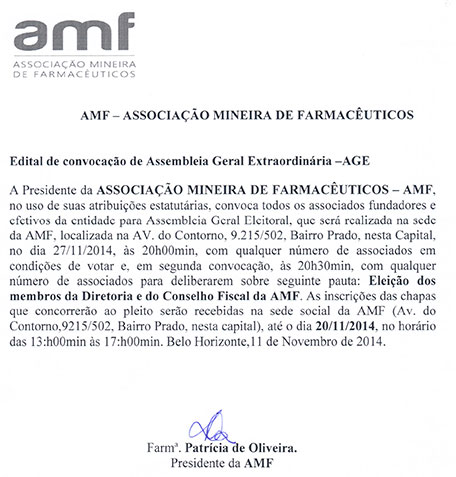 amf
ASSOCIAÇÃO MINEIRA
DE FARMACÊUTICOS
AMF – ASSOCIAÇÃO MINEIRA DE FARMACÊUTICOS
Edital de convocação de Assembleia Geral Extraordinária –AGE
A Presidente da ASSOCIAÇÃO MINEIRA DE FARMACÊUTICOS – AMF,
no uso de suas atribuições estatutárias, convoca todos os associados fundadores e
efetivos da entidade para Assembleia Geral Eleitoral, que será realizada na sede
da AMF, localizada na AV. do Contorno, 9.215/502, Bairro Prado, nesta Capital,
no dia 27/11/2014, às 20h00min, com qualquer número de associados em
condições de votar e, em segunda convocação, às 20h30min, com qualquer
número de associados para deliberarem sobre seguinte pauta: Eleição dos
membros da Diretoria e do Conselho Fiscal da AMF. As inscrições das chapas
que concorrerão ao pleito serão recebidas na sede social da AMF (Av. do
Contorno,9215/502, Bairro Prado, nesta capital), até o dia 20/11/2014, no horário
das 13:h00min às 17:h00min. Belo Horizonte,11 de Novembro de 2014.
Farmª. Patrícia de Oliveira.
Presidente da AMF